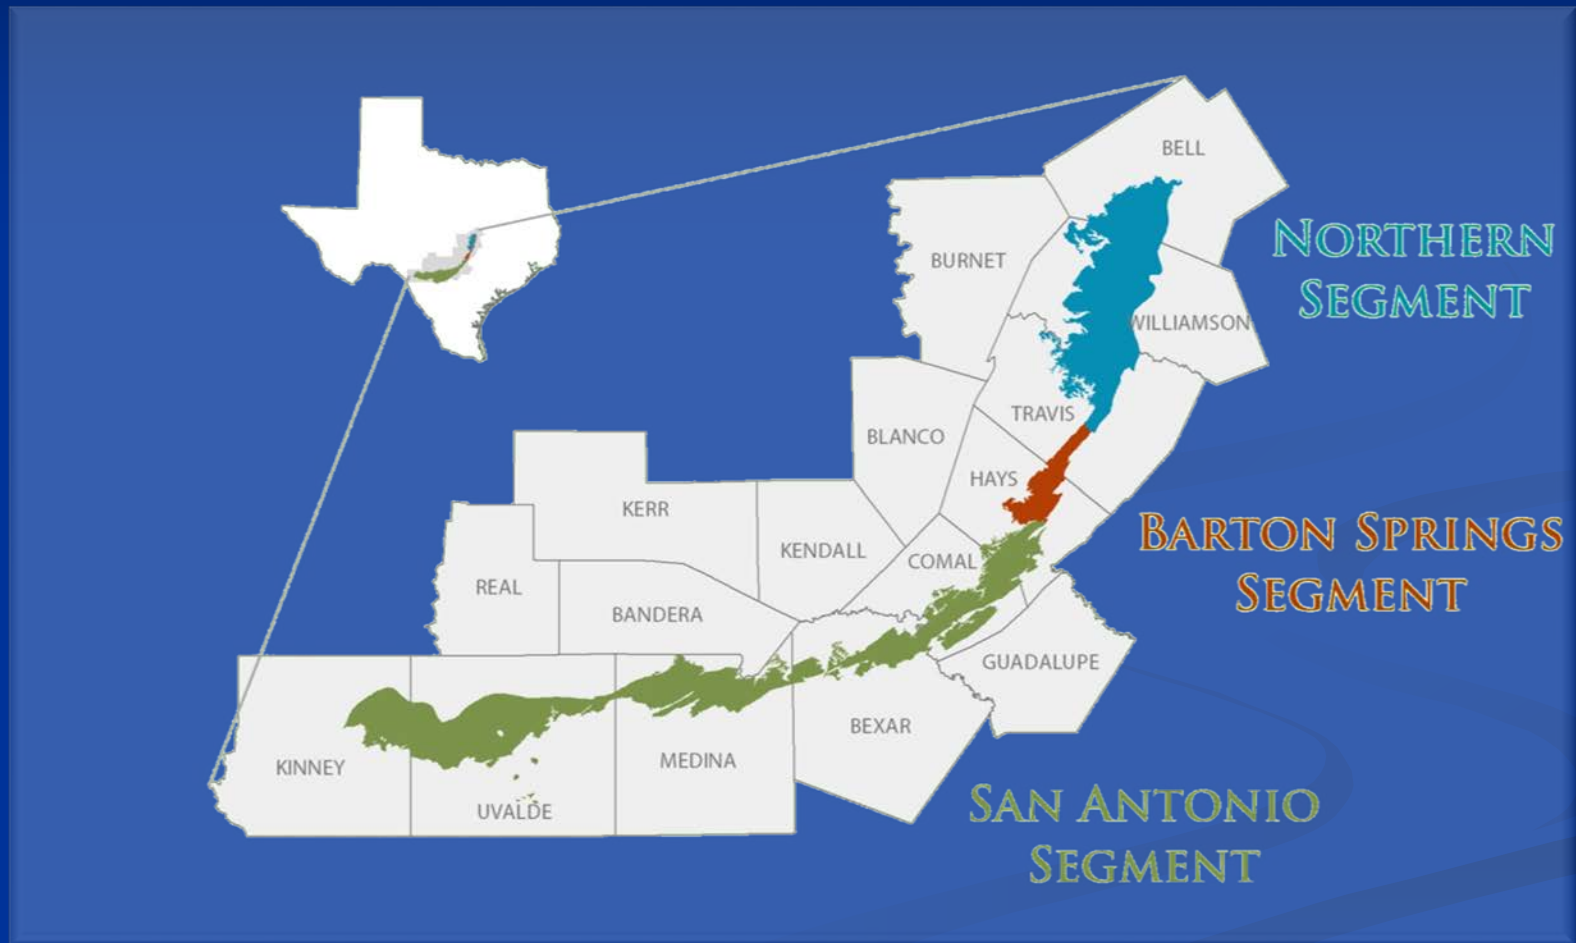 BELL
NORTHERN
SEGMENT
BURNET
WILLIAMSON
TRAVIS
BLANCO
HAYS
KERR
BARTON SPRINGS
SEGMENT
KENDALL
COMAL
REAL
BANDERA
GUADALUPE
BEXAR
KINNEY
MEDINA
UVALDE
SAN ANTONIO
SEGMENT